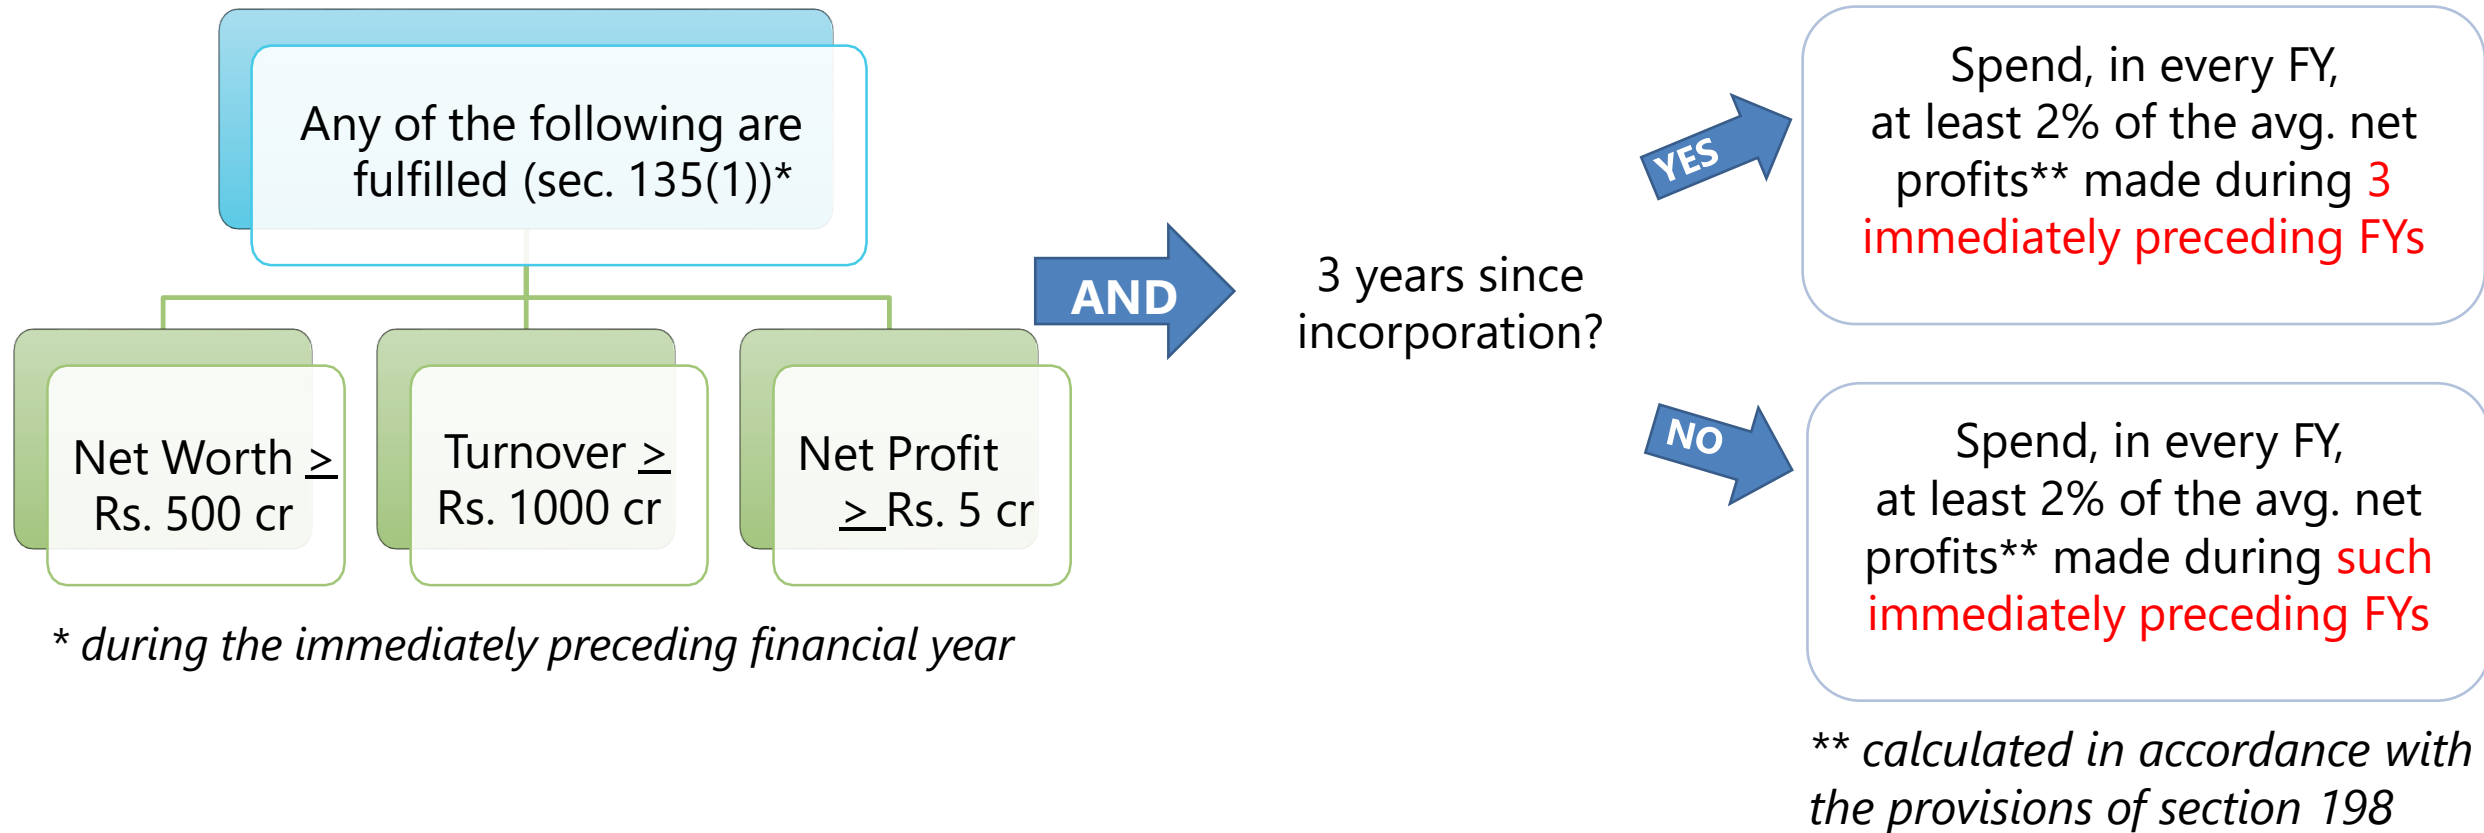 Any of the following are
fulfilled (sec. 135(1))*
Net Worth ≥
Rs. 500 cr
Turnover ≥
Rs. 1000 cr
Net Profit
≥ Rs. 5 cr
* during the immediately preceding financial year
AND
3 years since
incorporation?
YES
Spend, in every FY,
at least 2% of the avg. net
profits** made during 3
immediately preceding FYs
NO
Spend, in every FY,
at least 2% of the avg. net
profits** made during such
immediately preceding FYs
** calculated in accordance with
the provisions of section 198